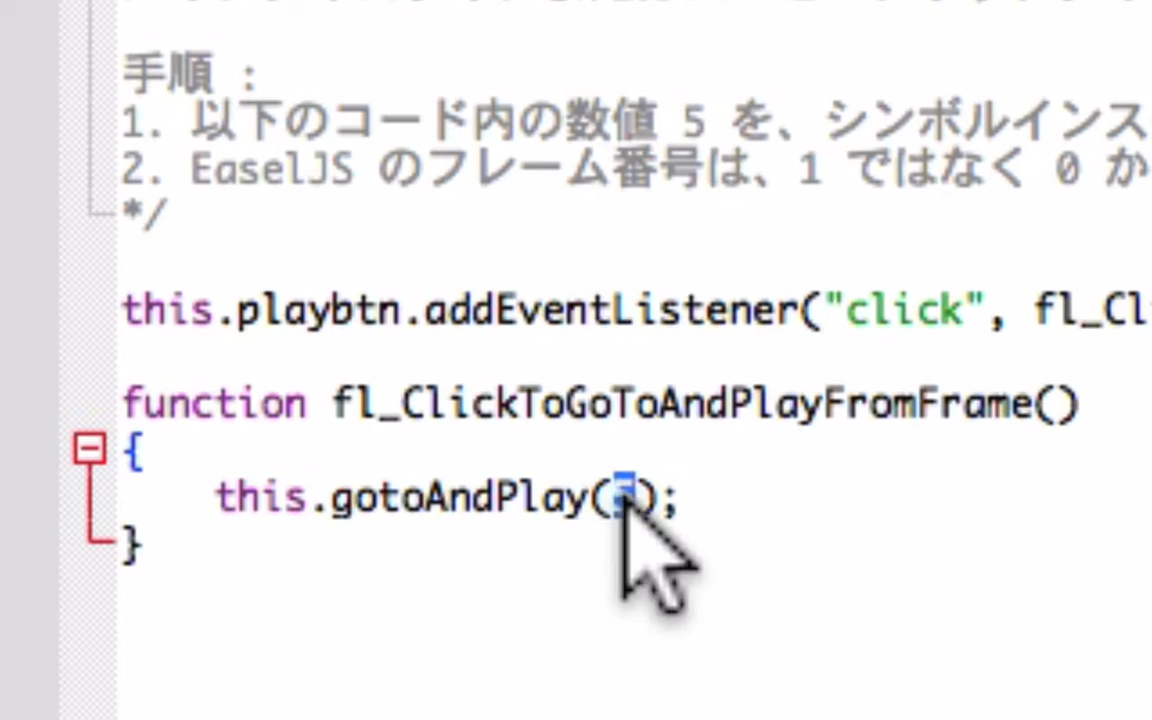 手順 :
1. 以下のコード内の数値 5 を、シンボルインス
2. EaselJS のフレーム番号は、1 ではなく 0 か
*/
this.playbtn.addEventListener("click", fl_Cl
function fl_ClickToGoToAndPlayFromFrame()
{
this.gotoAndPlay(5);
}